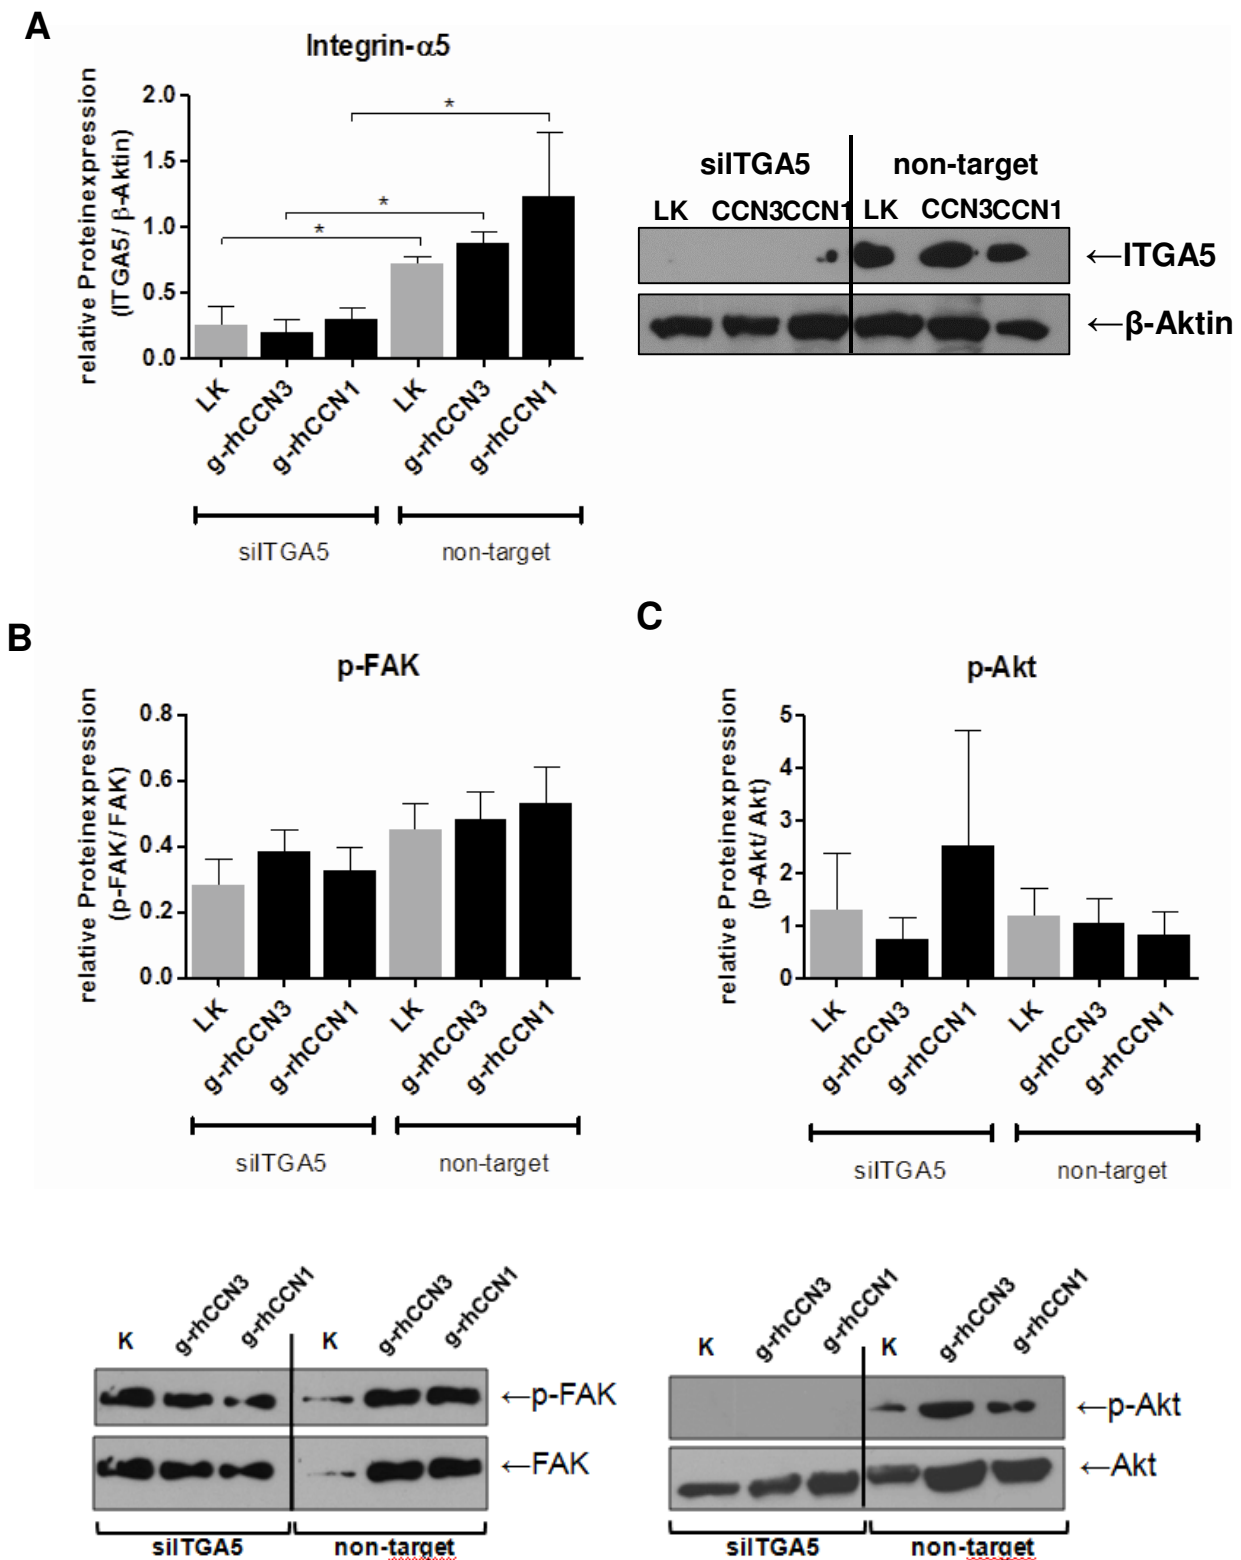 A
Integrin-α5
relative Proteinexpression
(ITGA5/ β-Aktin)
2.0
1.5
1.0
0.5
0.0
*
*
*
LK
g-rhCCN3
g-rhCCN1
LK
g-rhCCN3
g-rhCCN1
siITGA5
non-target
siITGA5
non-target
LK
CCN3CCN1
LK
CCN3CCN1
←ITGA5
←β-Aktin
B
p-FAK
relative Proteinexpression
(p-FAK/ FAK)
0.8
0.6
0.4
0.2
0.0
LK
g-rhCCN3
g-rhCCN1
LK
g-rhCCN3
g-rhCCN1
siITGA5
non-target
C
p-Akt
relative Proteinexpression
(p-Akt/ Akt)
5
4
3
2
1
0
LK
g-rhCCN3
g-rhCCN1
LK
g-rhCCN3
g-rhCCN1
siITGA5
non-target
K
g-rhCCN3
g-rhCCN1
K
g-rhCCN3
g-rhCCN1
←p-FAK
←FAK
siITGA5
non-target
K
g-rhCCN3
g-rhCCN1
K
g-rhCCN3
g-rhCCN1
←p-Akt
←Akt
siITGA5
non-target